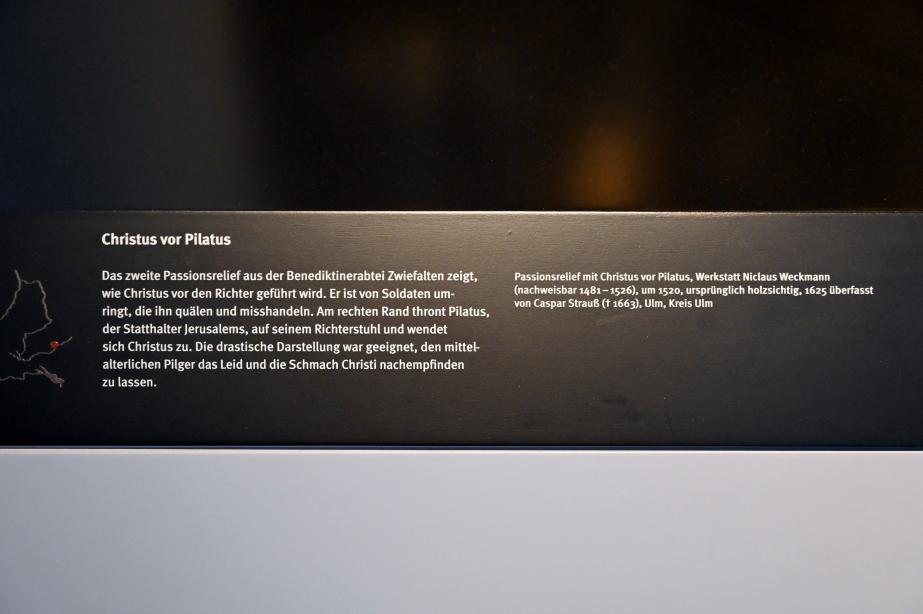 Christus vor Pilatus
Das zweite Passionsrelief aus der Benediktinerabtei Zwiefalten zeigt,
wie Christus vor den Richter geführt wird. Er ist von Soldaten um-
ringt, die ihn quälen und misshandeln. Am rechten Rand thront Pilatus,
der Statthalter Jerusalems, auf seinem Richterstuhl und wendet
sich Christus zu. Die drastische Darstellung war geeignet, den mittel-
alterlichen Pilger das Leid und die Schmach Christi nachempfinden
zu lassen.
Passionsrelief mit Christus vor Pilatus, Werkstatt Niclaus Weckmann
(nachweisbar 1481–1526), um 1520, ursprünglich holzsichtig, 1625 überfasst
von Caspar Strauß († 1663), Ulm, Kreis Ulm